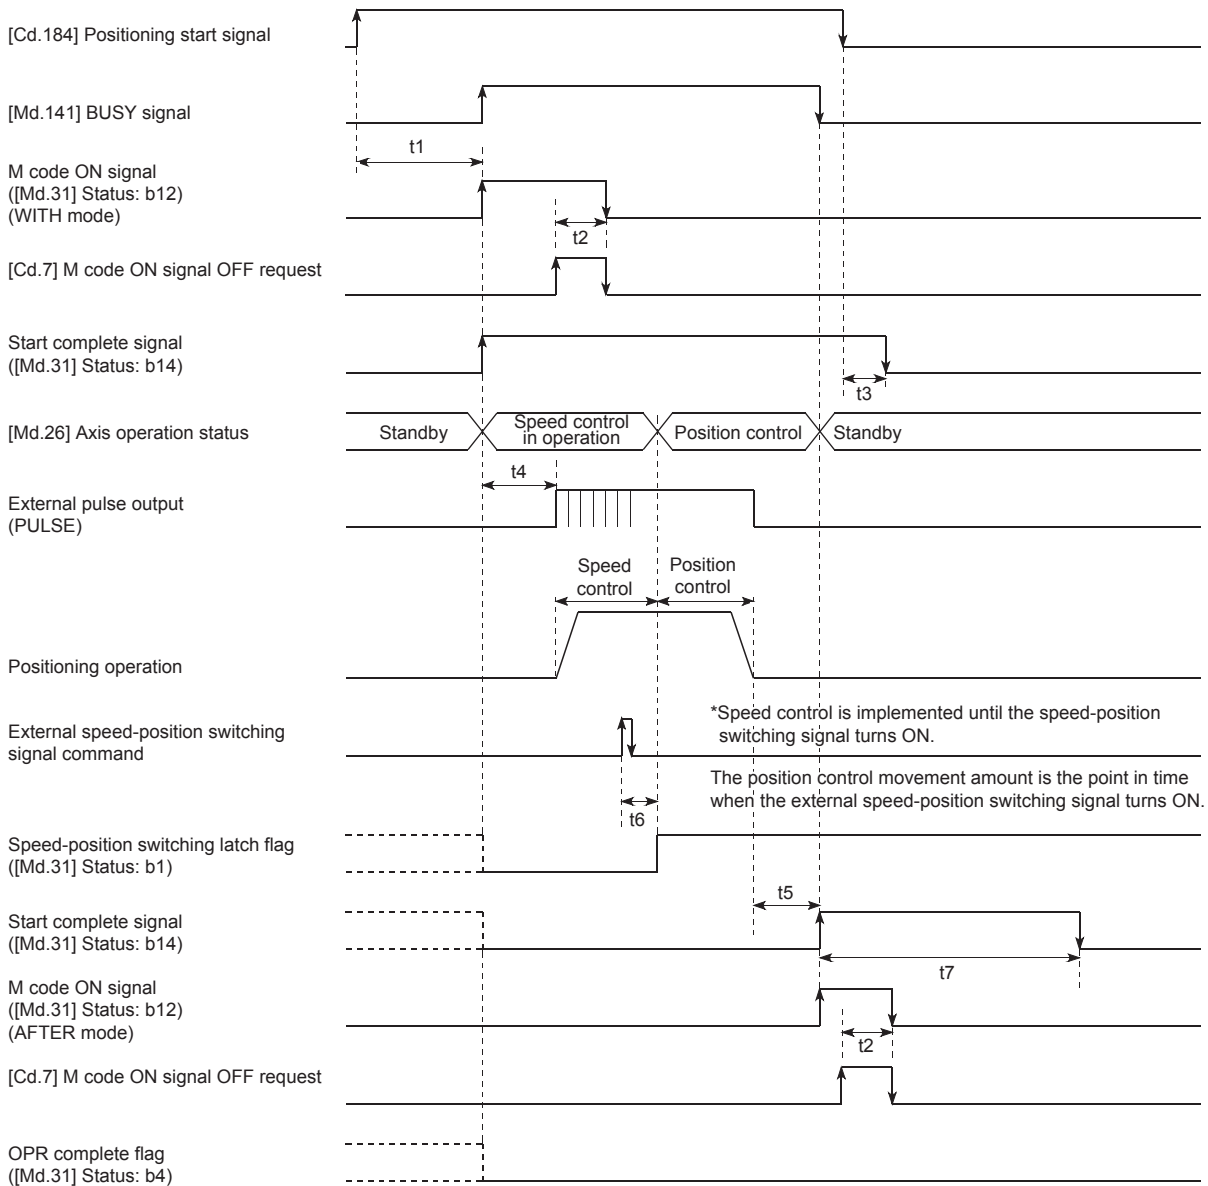 [Cd.184] Positioning start signal
[Md.141] BUSY signal
t1
M code ON signal
([Md.31] Status: b12)
(WITH mode)
t2
[Cd.7] M code ON signal OFF request
Start complete signal
([Md.31] Status: b14)
t3
[Md.26] Axis operation status
Standby
Speed control
in operation
Position control
Standby
t4
External pulse output
(PULSE)
Speed
control
Position
control
Positioning operation
External speed-position switching
signal command
*Speed control is implemented until the speed-position
switching signal turns ON.
The position control movement amount is the point in time
when the external speed-position switching signal turns ON.
t6
Speed-position switching latch flag
([Md.31] Status: b1)
t5
Start complete signal
([Md.31] Status: b14)
t7
M code ON signal
([Md.31] Status: b12)
(AFTER mode)
t2
[Cd.7] M code ON signal OFF request
OPR complete flag
([Md.31] Status: b4)